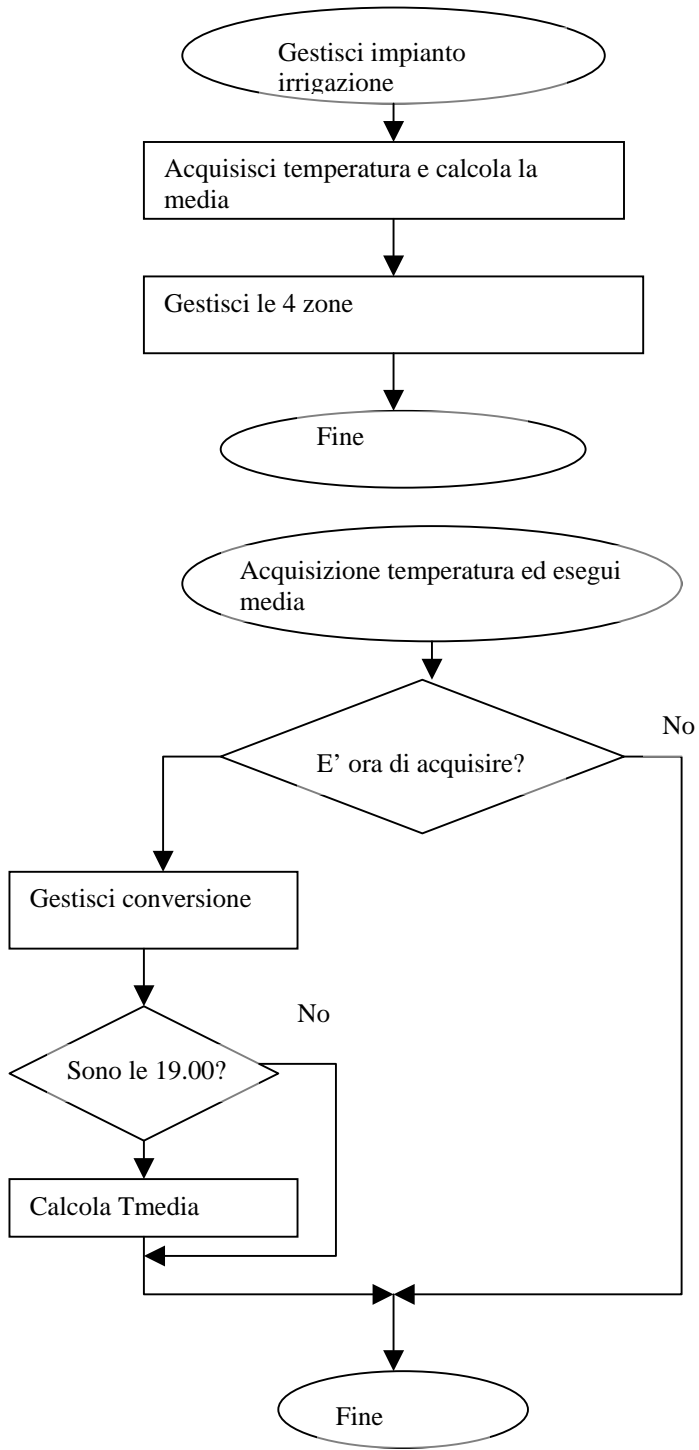 Gestisci impianto
irrigazione
Acquisisci temperatura e calcola la
media
Gestisci le 4 zone
Fine
Acquisizione temperatura ed esegui
media
No
E’ ora di acquisire?
Gestisci conversione
No
Sono le 19.00?
Calcola Tmedia
Fine